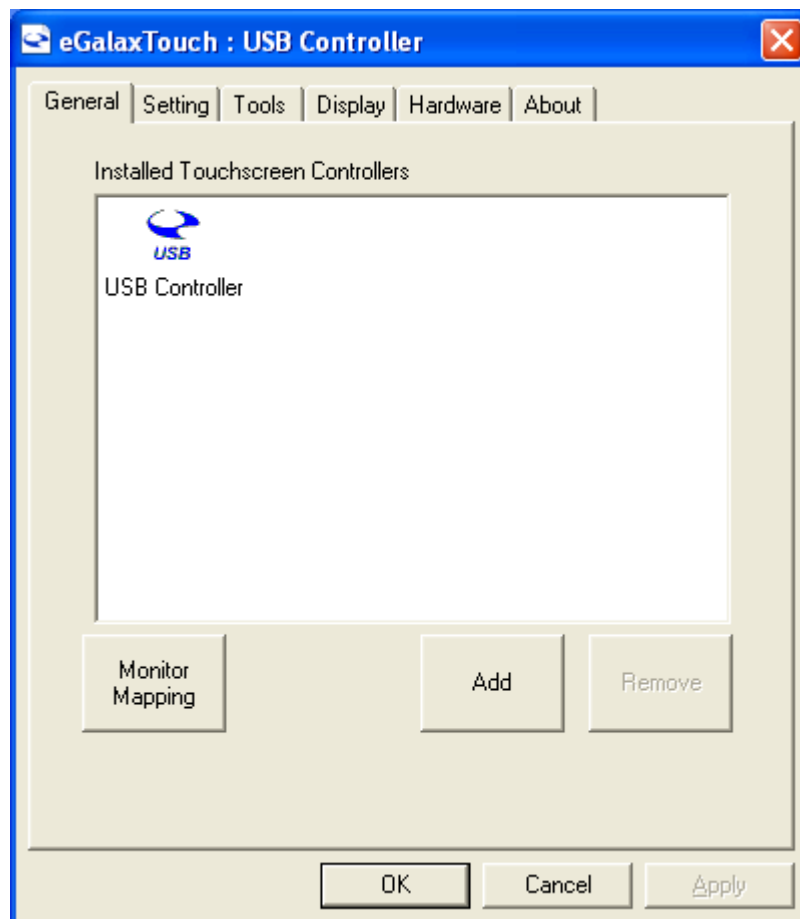 eGalaxTouch : USB Controller
General Setting Tools Display Hardware About
Installed Touchscreen Controllers
USB
USB Controller
Monitor
Mapping
Add
Remove
OK Cancel Apply